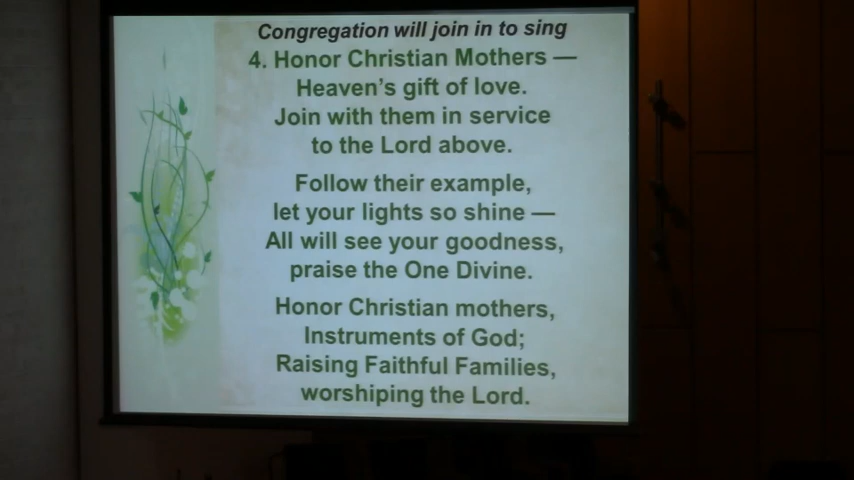 Congregation will join in to sing
4. Honor Christian Mothers —
Heaven's gift of love.
Join with them in service
to the Lord above.
Follow their example,
let your lights so shine —
All will see your goodness,
praise the One Divine.
Honor Christian mothers,
Instruments of God;
Raising Faithful Families,
worshiping the Lord.